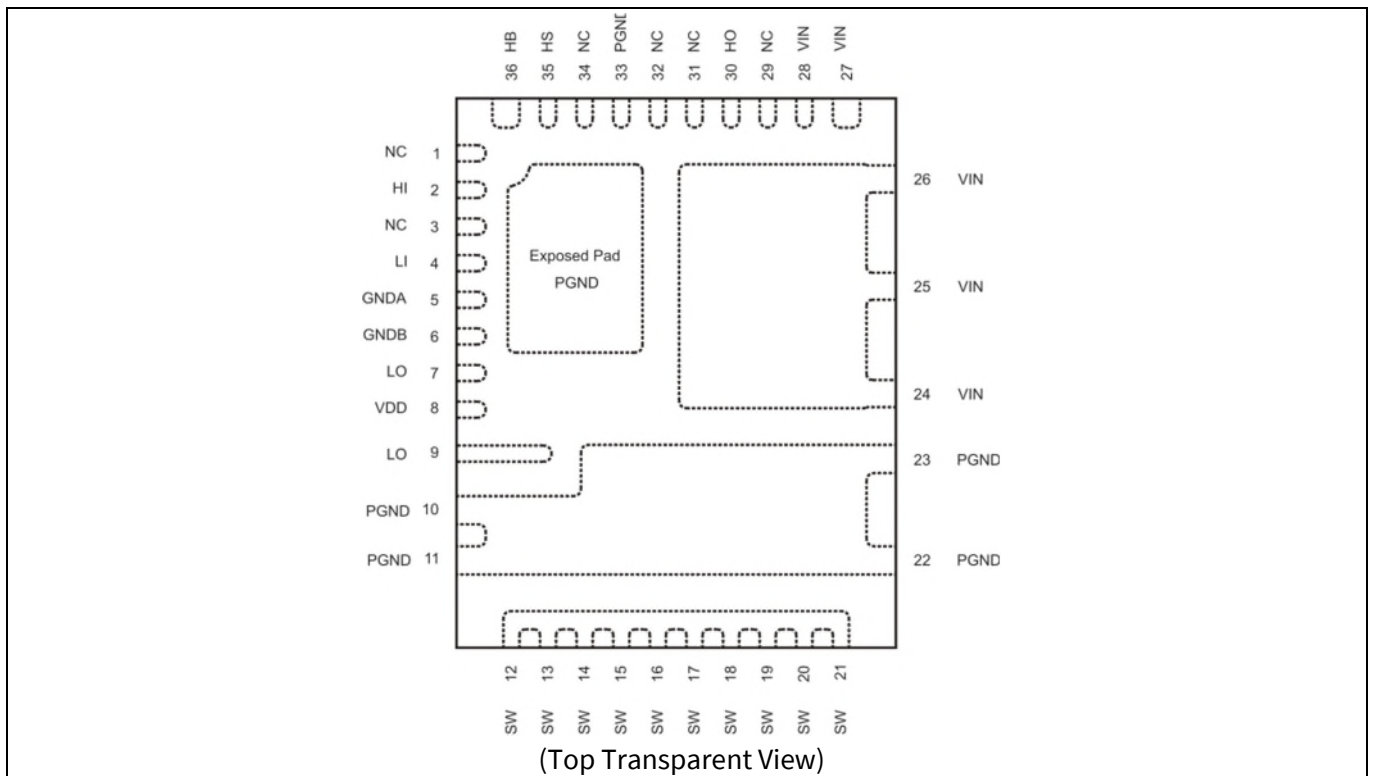 36 HB
35 HS
34 NC
33 PGND
32 NC
31 NC
30 HO
29 NC
28 VIN
27 VIN
NC 1
HI 2
NC 3
LI 4
GNDA 5
GNDB 6
LO 7
VDD 8
LO 9
PGND 10
PGND 11
Exposed Pad
PGND
26 VIN
25 VIN
24 VIN
23 PGND
22 PGND
SW 12
SW 13
SW 14
SW 15
SW 16
SW 17
SW 18
SW 19
SW 20
SW 21
(Top Transparent View)